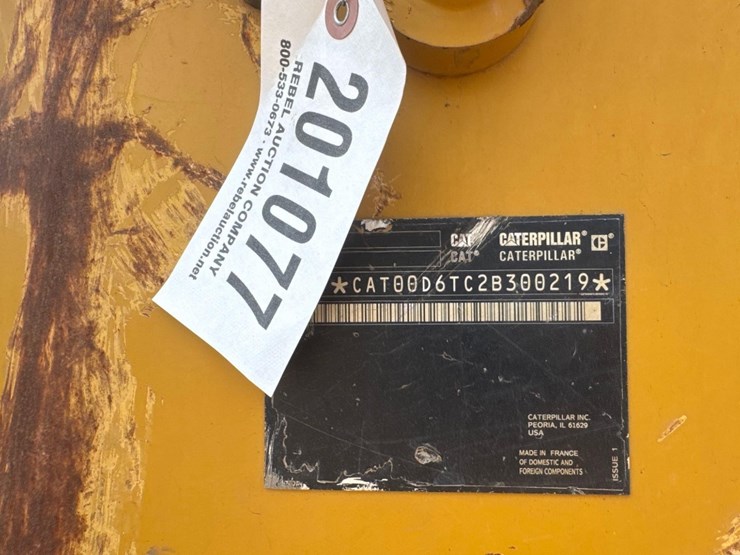 201077
REBEL AUCTION COMPANY
800-533-0673 • www.rebelauction.net
CAT CATERPILLAR®
CAT® CATERPILLAR®
*CAT00D6TC2B300219*
CATERPILLAR INC.
PEORIA, IL 61629
USA
MADE IN FRANCE
OF DOMESTIC AND
FOREIGN COMPONENTS
ISSUE 1